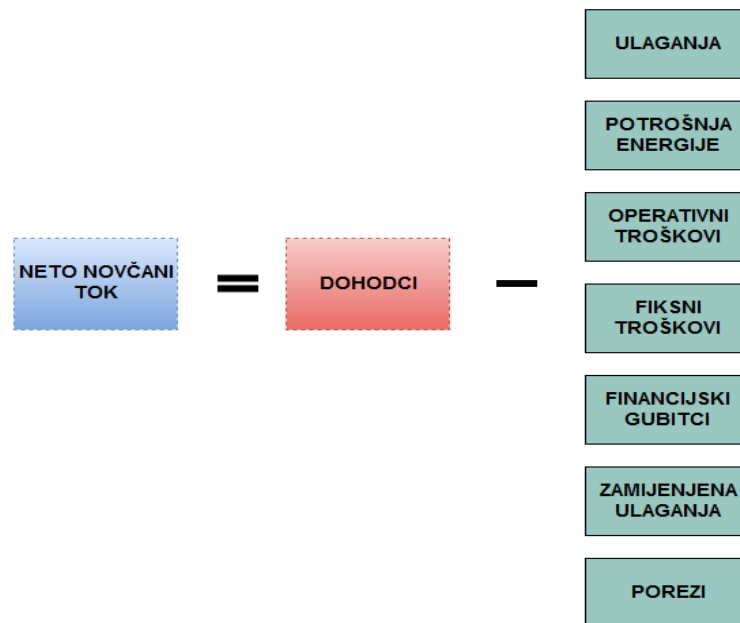 NETO NOVČANI
TOK
=
DOHODCI
–
ULAGANJA
POTROŠNJA
ENERGIJE
OPERATIVNI
TROŠKOVI
FIKSNI
TROŠKOVI
FINANCIJSKI
GUBITCI
ZAMIJENJENA
ULAGANJA
POREZI